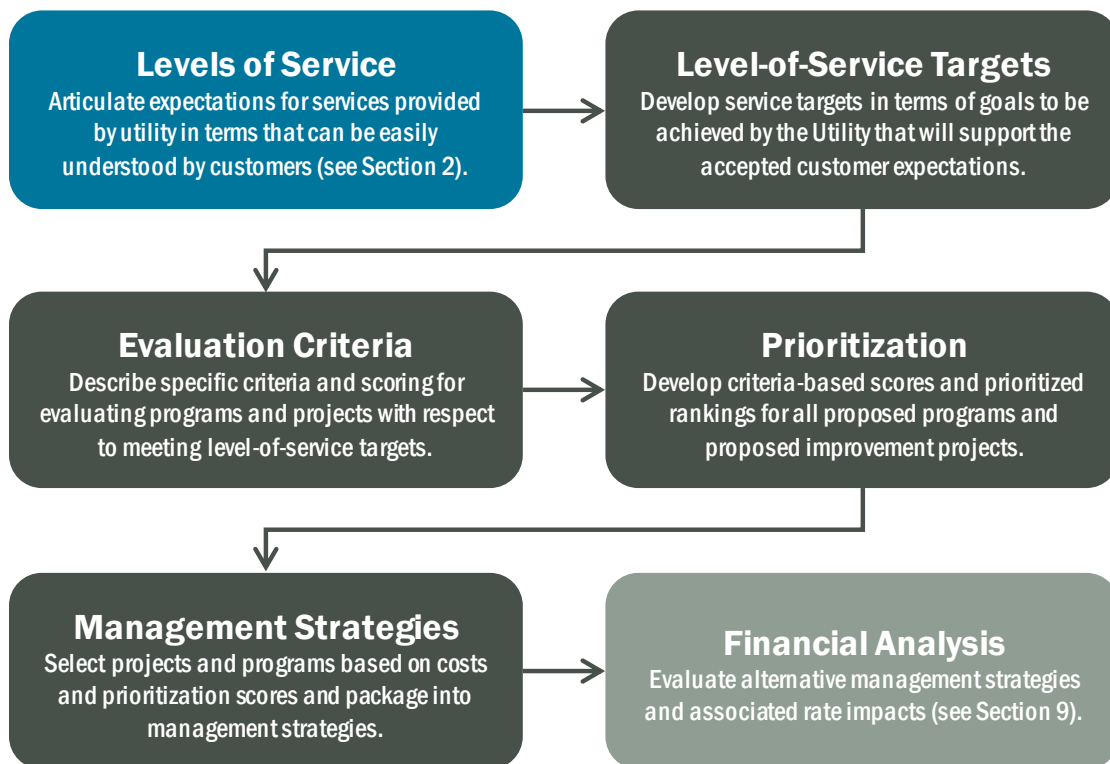 Levels of Service
Articulate expectations for services provided
by utility in terms that can be easily
understood by customers (see Section 2).
Level-of-Service Targets
Develop service targets in terms of goals to be
achieved by the Utility that will support the
accepted customer expectations.
Evaluation Criteria
Describe specific criteria and scoring for
evaluating programs and projects with respect
to meeting level-of-service targets.
Prioritization
Develop criteria-based scores and prioritized
rankings for all proposed programs and
proposed improvement projects.
Management Strategies
Select projects and programs based on costs
and prioritization scores and package into
management strategies.
Financial Analysis
Evaluate alternative management strategies
and associated rate impacts (see Section 9).